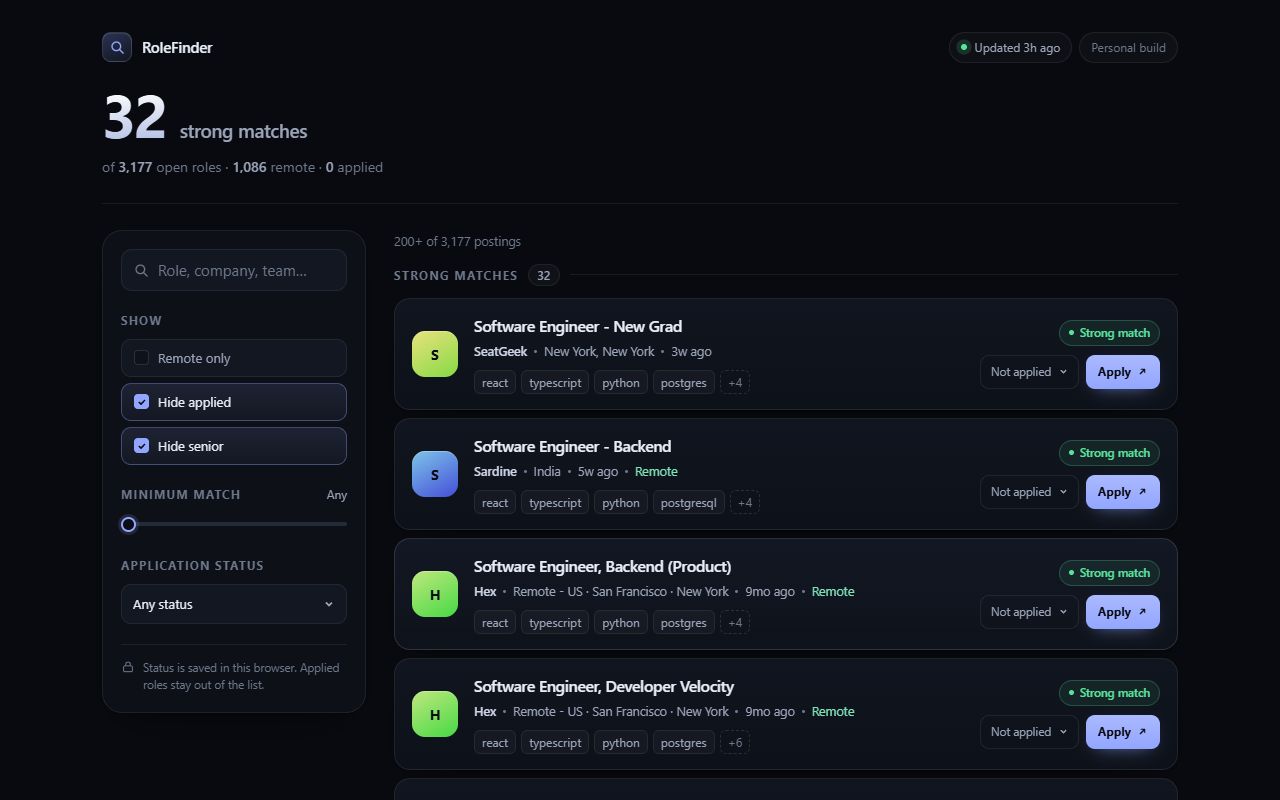 RoleFinder
Updated 3h ago
Personal build
32 strong matches
of 3,177 open roles · 1,086 remote · 0 applied
Role, company, team...
SHOW
Remote only
Hide applied
Hide senior
MINIMUM MATCH Any
APPLICATION STATUS
Any status
Status is saved in this browser. Applied
roles stay out of the list.
200+ of 3,177 postings
STRONG MATCHES 32
S
Software Engineer - New Grad
SeatGeek • New York, New York • 3w ago
react typescript python postgres +4
Strong match
Not applied Apply ↗
S
Software Engineer - Backend
Sardine • India • 5w ago • Remote
react typescript python postgresql +4
Strong match
Not applied Apply ↗
H
Software Engineer, Backend (Product)
Hex • Remote - US · San Francisco · New York • 9mo ago • Remote
react typescript python postgres +4
Strong match
Not applied Apply ↗
H
Software Engineer, Developer Velocity
Hex • Remote - US · San Francisco · New York • 9mo ago • Remote
react typescript python postgres +6
Strong match
Not applied Apply ↗